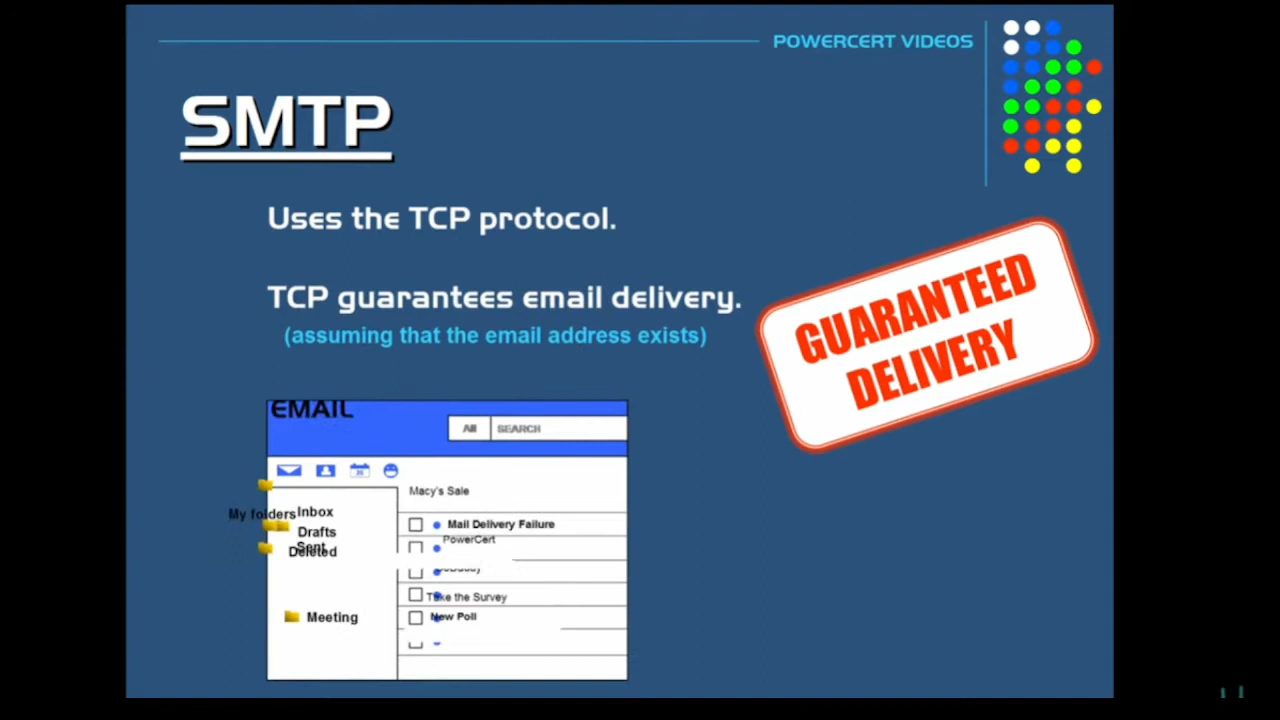 POWERCERT VIDEOS
SMTP
Uses the TCP protocol.
TCP guarantees email delivery.
(assuming that the email address exists)
GUARANTEED
DELIVERY
EMAIL
All SEARCH
Macy's Sale
My folders
Inbox
Mail Delivery Failure
Drafts
PowerCert
Sent
Deleted
Take the Survey
Meeting
New Poll